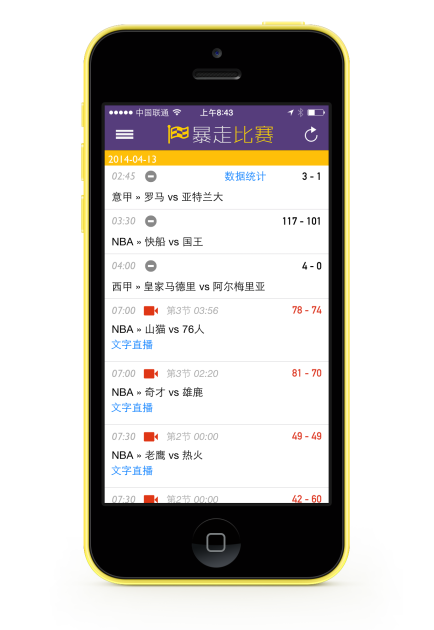 中国联通 上午8:43
暴走比赛
2014-04-13
02:45 数据统计 3 - 1
意甲 » 罗马 vs 亚特兰大
03:30 117 - 101
NBA » 快船 vs 国王
04:00 4 - 0
西甲 » 皇家马德里 vs 阿尔梅里亚
07:00 第3节 03:56 78 - 74
NBA » 山猫 vs 76人
文字直播
07:00 第3节 02:20 81 - 70
NBA » 奇才 vs 雄鹿
文字直播
07:30 第2节 00:00 49 - 49
NBA » 老鹰 vs 热火
文字直播
07:30 第2节 00:00 42 - 60